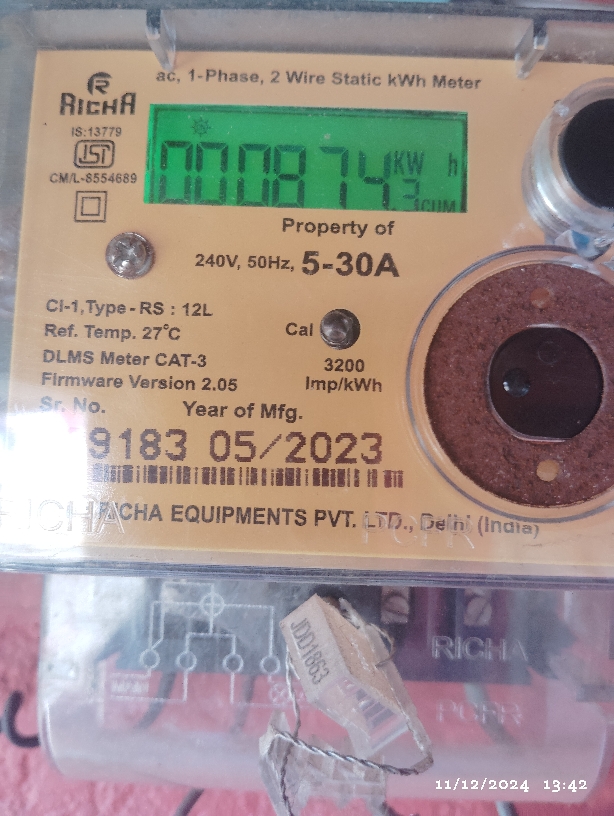 ac, 1-Phase, 2 Wire Static kWh Meter
RICHA
IS:13779
ISI
CM/L-8554689
000874.3 KW h
CUM
Property of
240V, 50Hz, 5-30A
Cl-1,Type-RS : 12L
Ref. Temp. 27°C
Cal
DLMS Meter CAT-3
3200
Firmware Version 2.05
Imp/kWh
Sr. No. Year of Mfg.
9183 05/2023
RICHA EQUIPMENTS PVT. LTD., Delhi (India)
RICHA
JDD1863
RICHA
11/12/2024 13:42